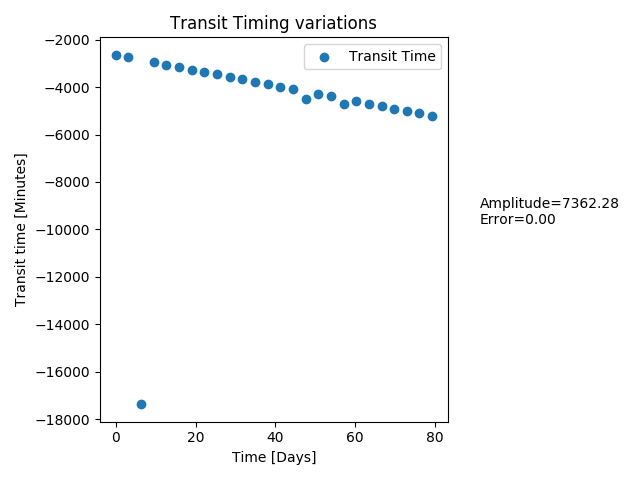 Transit Timing variations
Transit Time
Transit time [Minutes]
−2000
−4000
−6000
−8000
−10000
−12000
−14000
−16000
−18000
0 20 40 60 80
Time [Days]
Amplitude=7362.28
Error=0.00